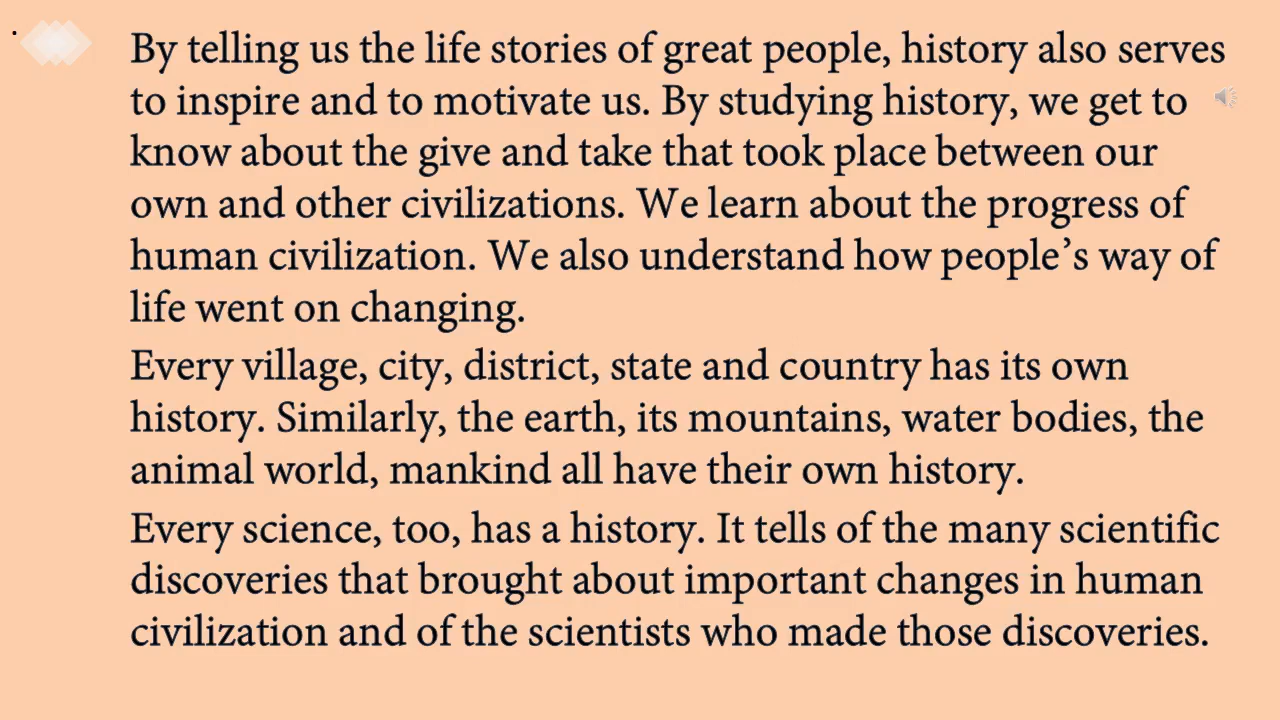 By telling us the life stories of great people, history also serves
to inspire and to motivate us. By studying history, we get to
know about the give and take that took place between our
own and other civilizations. We learn about the progress of
human civilization. We also understand how people’s way of
life went on changing.
Every village, city, district, state and country has its own
history. Similarly, the earth, its mountains, water bodies, the
animal world, mankind all have their own history.
Every science, too, has a history. It tells of the many scientific
discoveries that brought about important changes in human
civilization and of the scientists who made those discoveries.